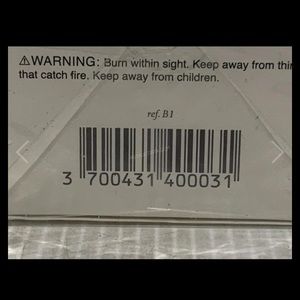 ⚠WARNING: Burn within sight. Keep away from
that catch fire. Keep away from children.
ref. B1
3 700431 400031